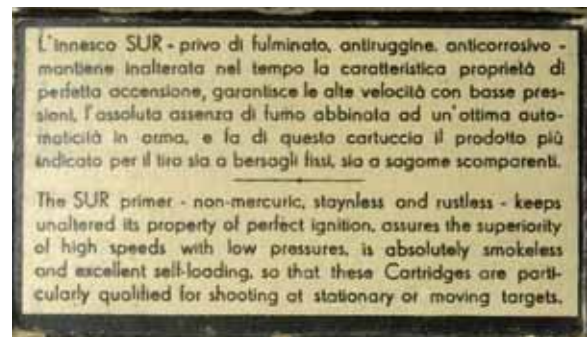 L'innesco SUR - privo di fulminato, antiruggine, anticorrosivo -
mantiene inalterata nel tempo la caratteristica proprietà di
perfetta accensione, garantisce le alte velocità con basse pres-
sioni, l'assoluta assenza di fumo abbinata ad un'ottima auto-
maticità in arma, e fa di questa cartuccia il prodotto più
indicato per il tiro sia a bersagli fissi, sia a sagome scomparenti.
The SUR primer - non-mercuric, staynless and rustless - keeps
unaltered its property of perfect ignition, assures the superiority
of high speeds with low pressures, is absolutely smokeless
and excellent self-loading, so that these Cartridges are parti-
cularly qualified for shooting at stationary or moving targets.